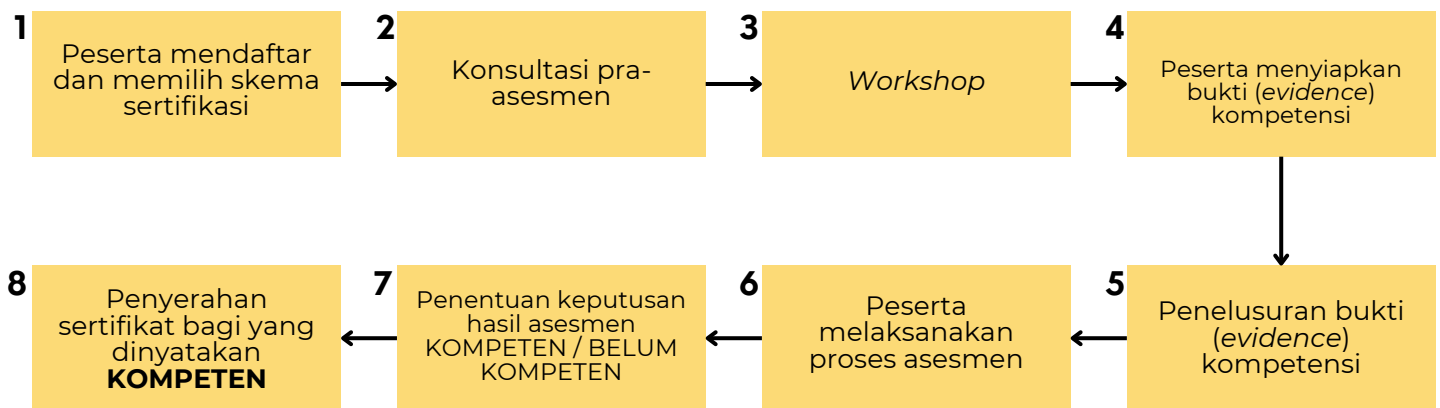 1
Peserta mendaftar
dan memilih skema
sertifikasi
2
Konsultasi pra-
asesmen
3
Workshop
4
Peserta menyiapkan
bukti (evidence)
kompetensi
5
Penelusuran bukti
(evidence)
kompetensi
6
Peserta
melaksanakan
proses asesmen
7
Penentuan keputusan
hasil asesmen
KOMPETEN / BELUM
KOMPETEN
8
Penyerahan
sertifikat bagi yang
dinyatakan
KOMPETEN